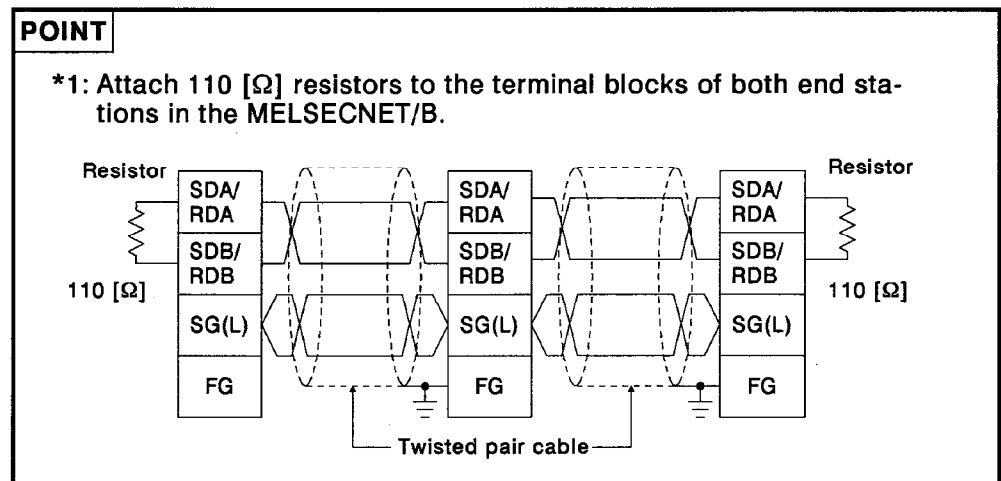 POINT
*1: Attach 110 [Ω] resistors to the terminal blocks of both end sta-
tions in the MELSECNET/B.
Resistor
110 [Ω]
SDA/
RDA
SDB/
RDB
SG(L)
FG
SDA/
RDA
SDB/
RDB
SG(L)
FG
SDA/
RDA
SDB/
RDB
SG(L)
FG
Resistor
110 [Ω]
Twisted pair cable